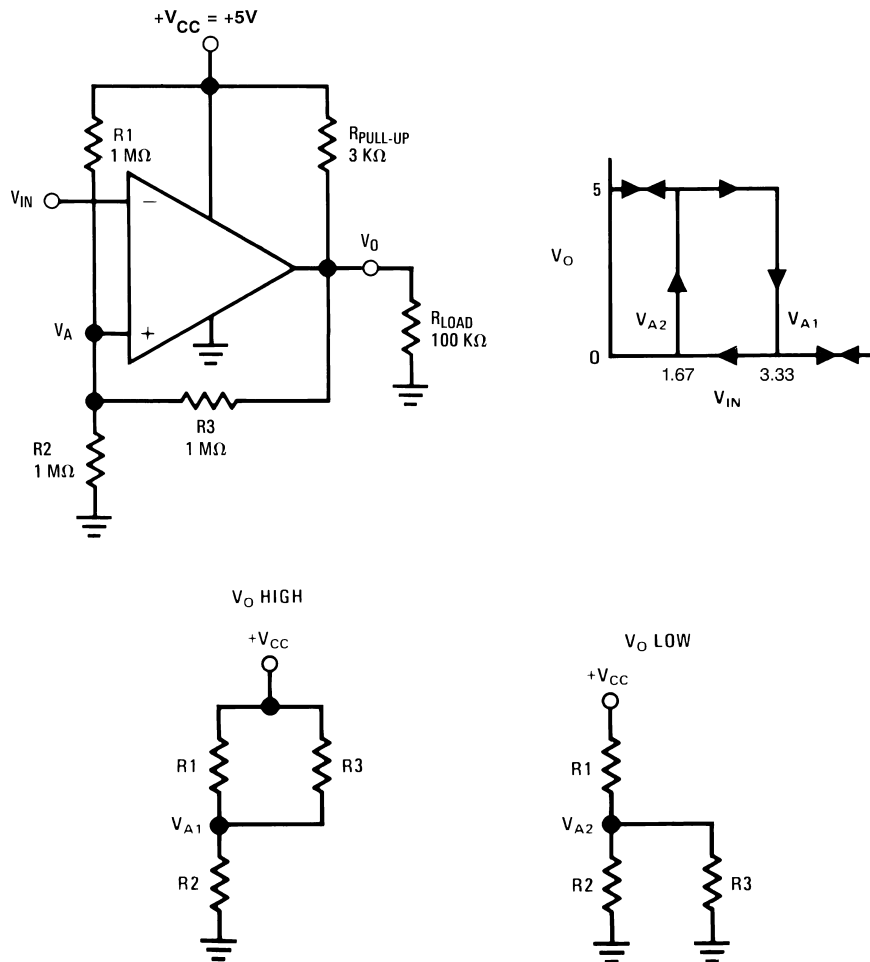 +VCC = +5V
R1
1 MΩ
RPULL-UP
3 KΩ
VIN
−
VO
VA
+
RLOAD
100 KΩ
R3
1 MΩ
R2
1 MΩ
5
VO
VA2
VA1
0
1.67
3.33
VIN
VO HIGH
+VCC
R1
R3
VA1
R2
VO LOW
+VCC
R1
VA2
R2
R3